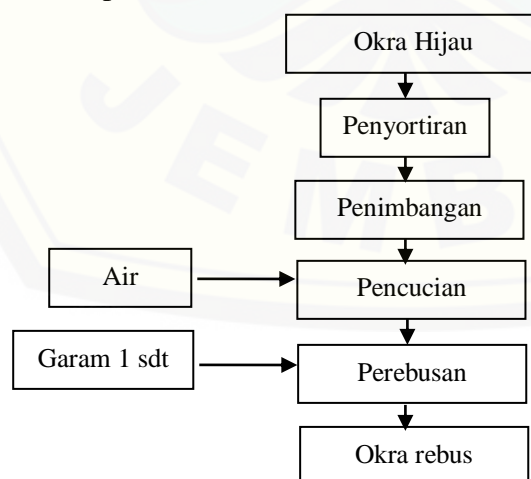 Okra Hijau
Penyortiran
Penimbangan
Air
Pencucian
Garam 1 sdt
Perebusan
Okra rebus